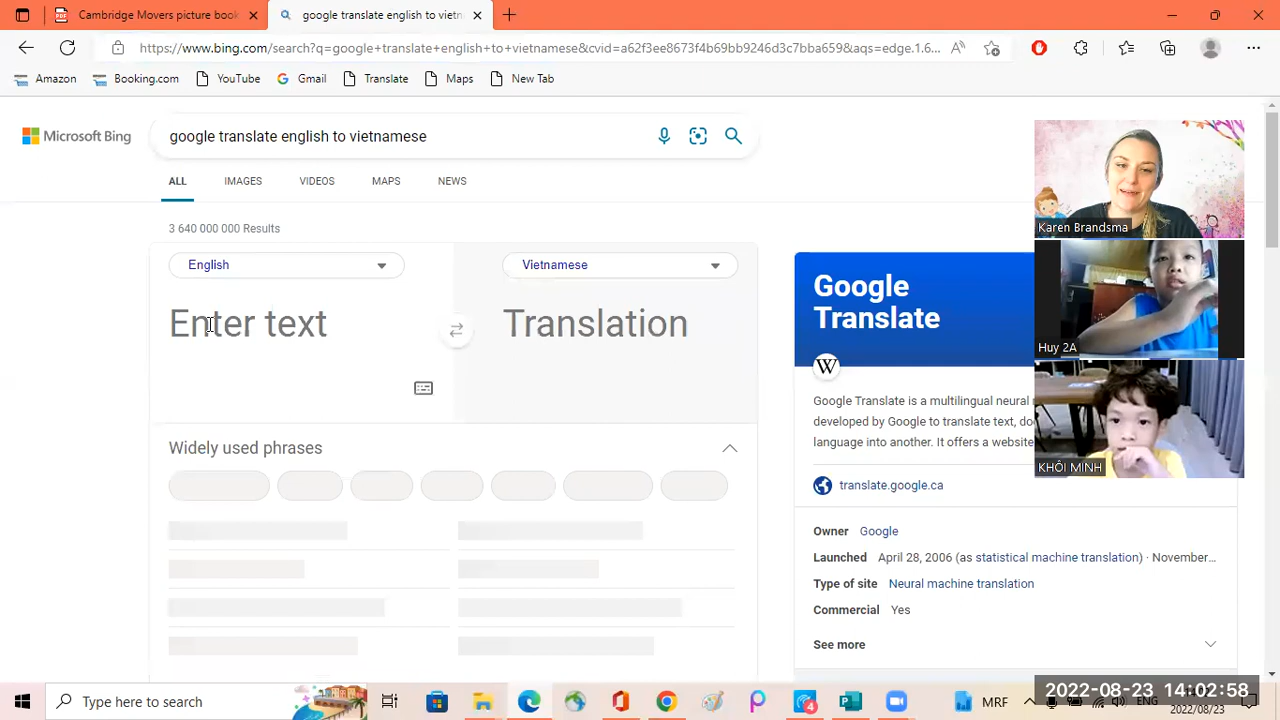 Cambridge Movers
google translate english to vietn
https://www.bing.com/search?q=google+translate+english+to+vietnamese&cvid=a62f3ee8673f4b69bb9246d3c7bba659&aqs=edge.1.6...
Amazon
Booking.com
YouTube
Gmail
Translate
Maps
New Tab
Microsoft Bing
google translate english to vietnamese
ALL
IMAGES
VIDEOS
MAPS
NEWS
3 640 000 000 Results
English
Vietnamese
Enter text
Translation
Widely used phrases
Google
Translate
W
Google Translate is a multilingual neural
developed by Google to translate text, do
language into another. It offers a website
translate.google.ca
Owner Google
Launched April 28, 2006 (as statistical machine translation) · November...
Type of site Neural machine translation
Commercial Yes
See more
Karen Brandsma
Huy 2A
KHÔI MINH
Type here to search
4
MRF
ENG
2022-08-23 14:02:58
2022/08/23